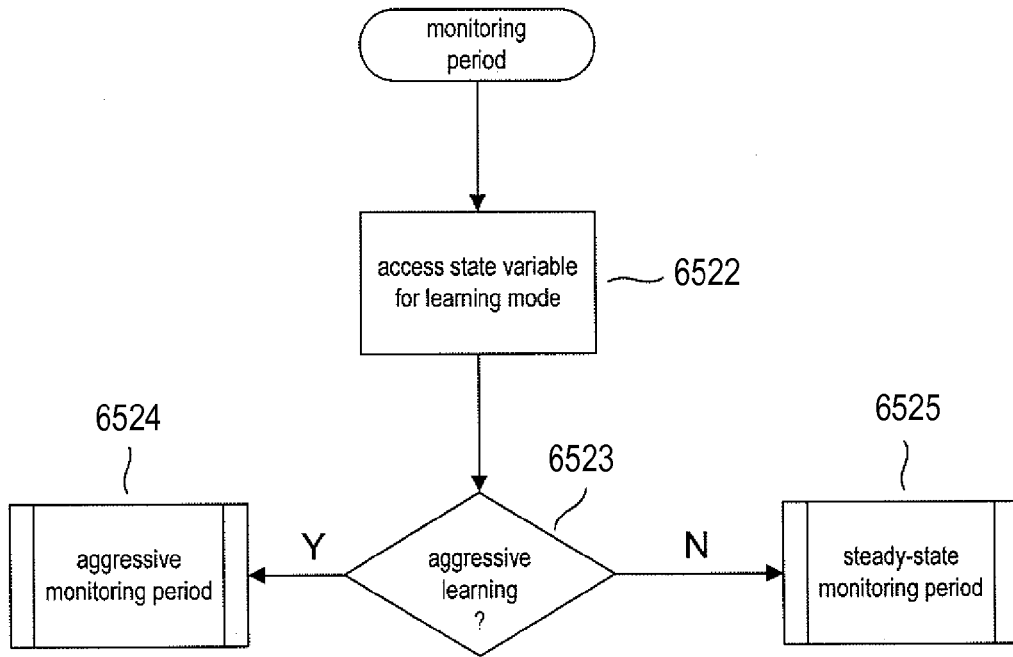 monitoring
period
access state variable
for learning mode
6522
6524
6523
6525
Y
N
aggressive
monitoring period
aggressive
learning
?
steady-state
monitoring period